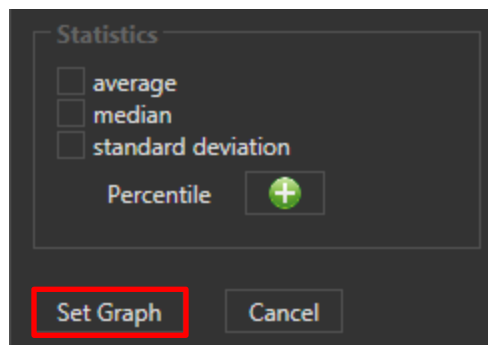 Statistics
average
median
standard deviation
Percentile
Set Graph Cancel